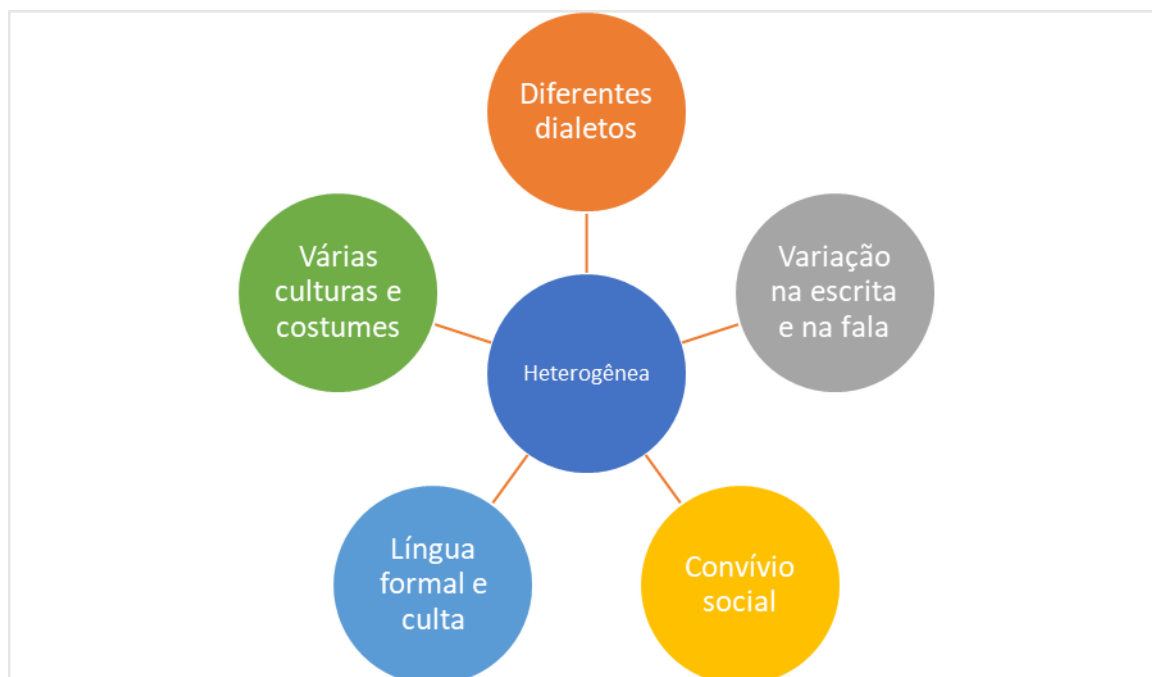 Diferentes
dialetos
Várias
culturas e
costumes
Variação
na escrita
e na fala
Heterogênea
Língua
formal e
culta
Convívio
social